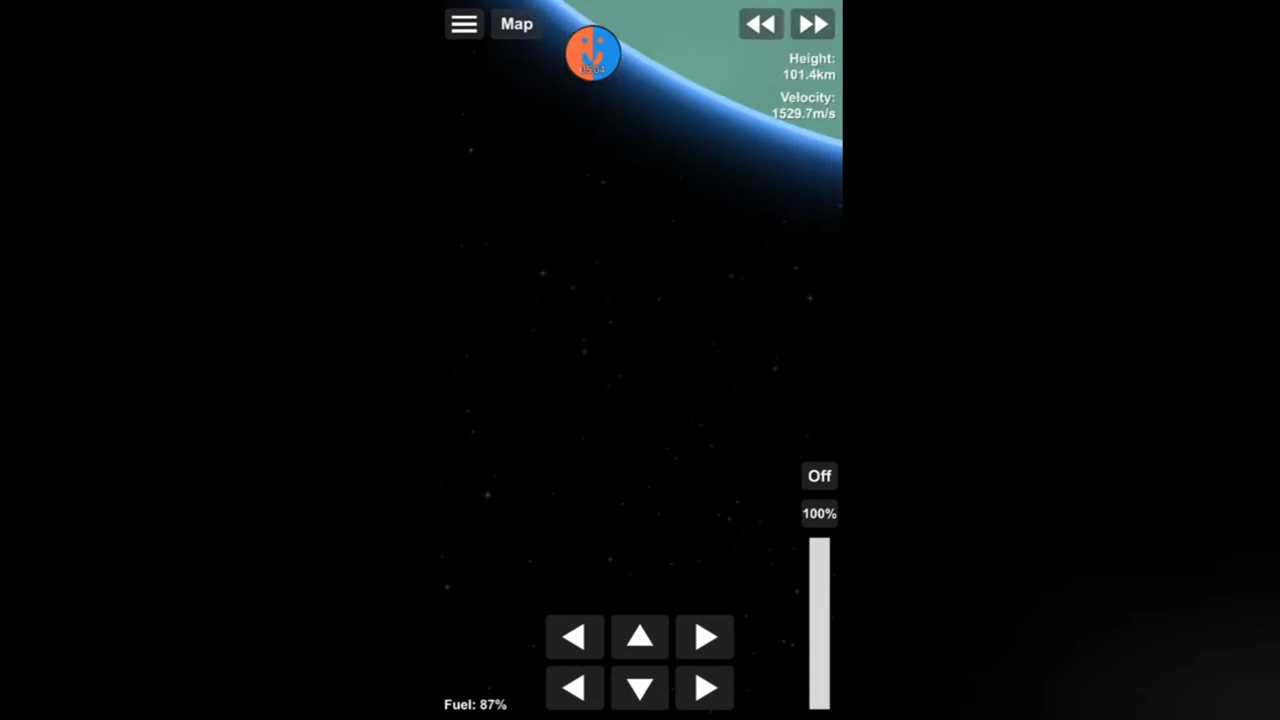 Map
Height:
101.4km
Velocity:
1529.7m/s
Off
100%
Fuel: 87%